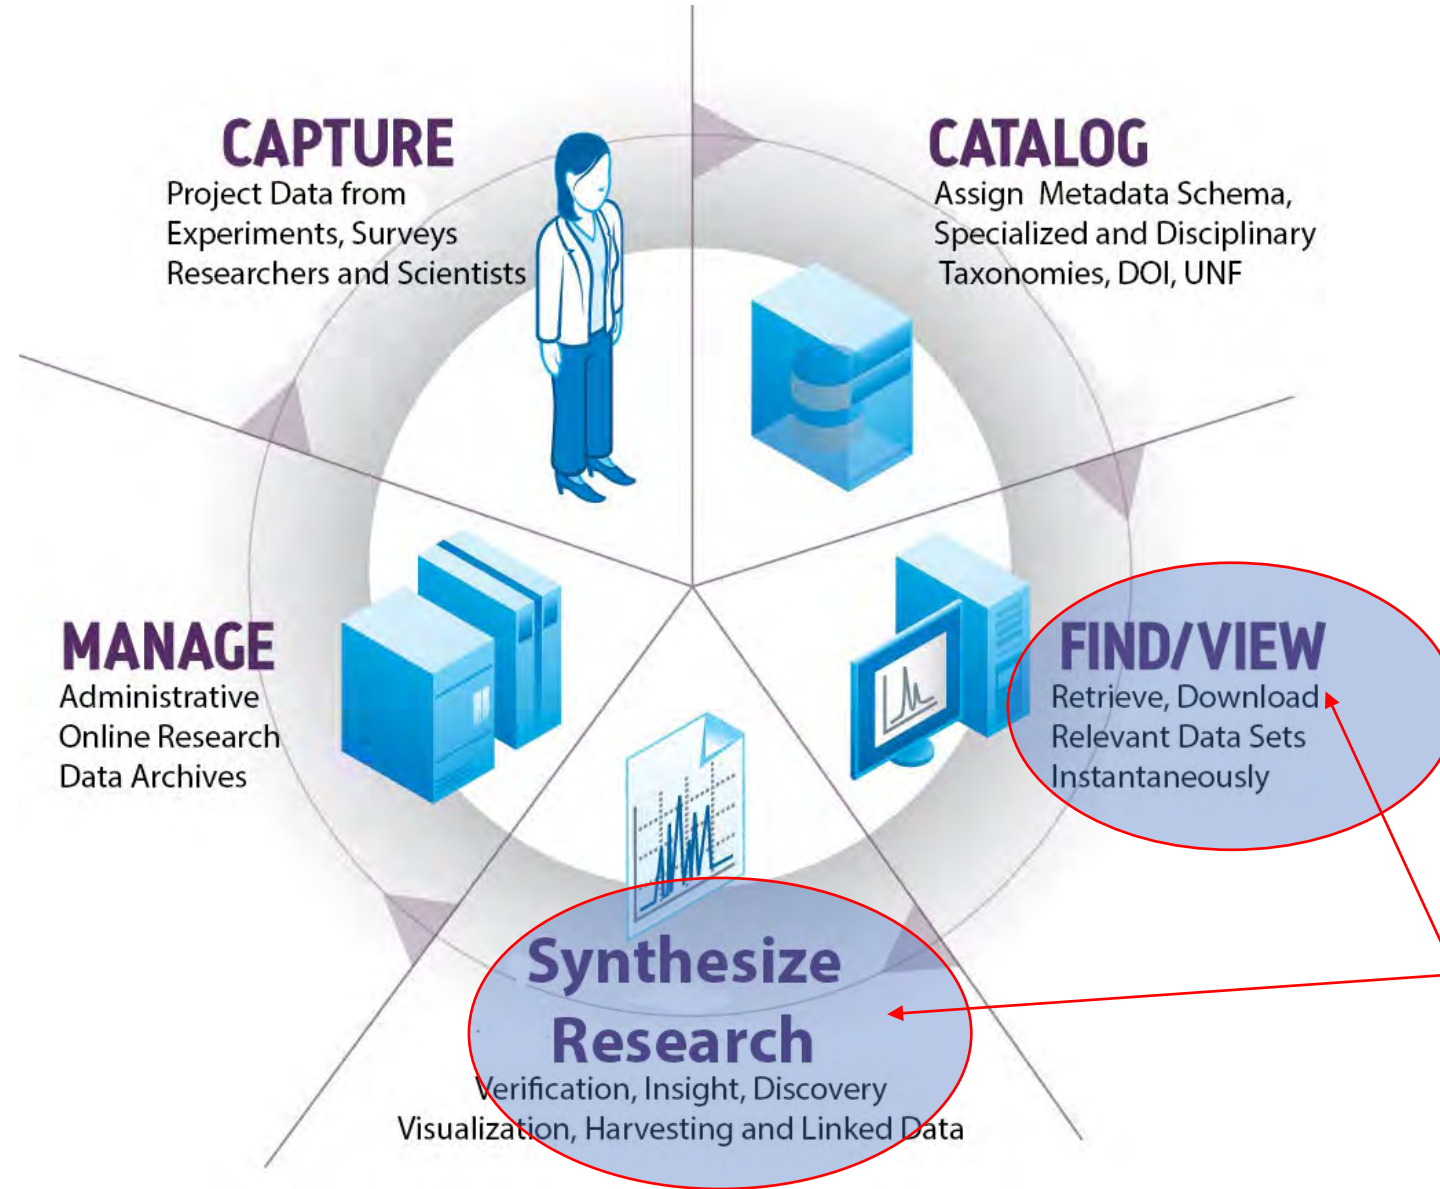 CAPTURE
Project Data from
Experiments, Surveys
Researchers and Scientists
CATALOG
Assign Metadata Schema,
Specialized and Disciplinary
Taxonomies, DOI, UNF
FIND/VIEW
Retrieve, Download
Relevant Data Sets
Instantaneously
Synthesize
Research
Verification, Insight, Discovery
Visualization, Harvesting and Linked Data
MANAGE
Administrative
Online Research
Data Archives